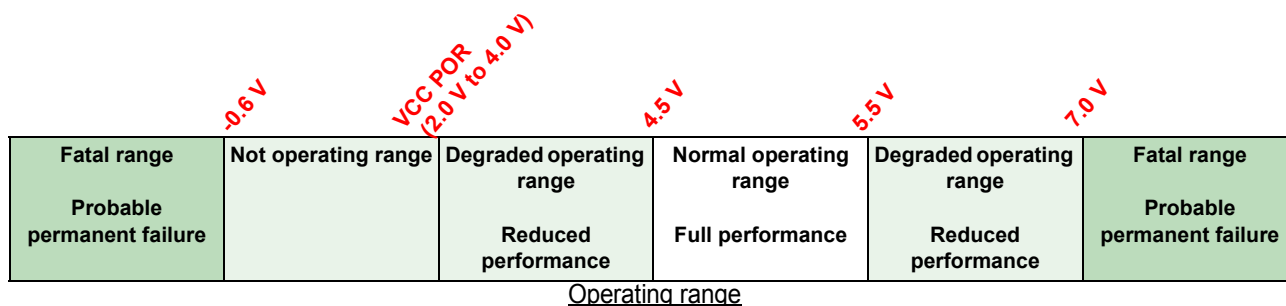 -0.6 V
VCC POR
(2.0 V to 4.0 V)
4.5 V
5.5 V
7.0 V
Fatal range
Probable
permanent failure
Not operating range
Degraded operating
range
Reduced
performance
Normal operating
range
Full performance
Degraded operating
range
Reduced
performance
Fatal range
Probable
permanent failure
Operating range